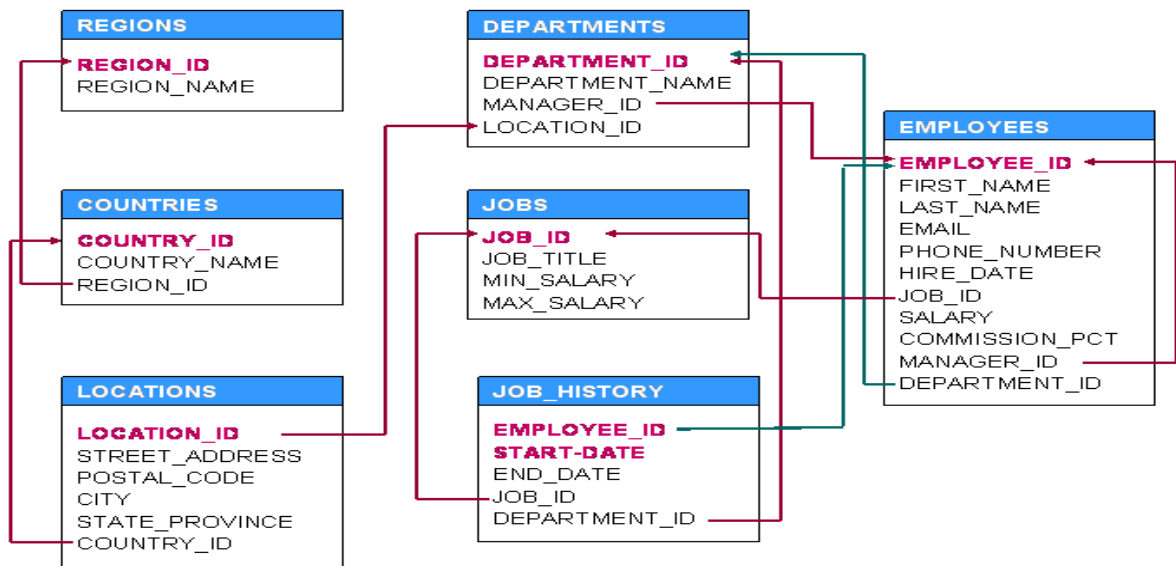 REGIONS
REGION_ID
REGION_NAME
COUNTRIES
COUNTRY_ID
COUNTRY_NAME
REGION_ID
LOCATIONS
LOCATION_ID
STREET_ADDRESS
POSTAL_CODE
CITY
STATE_PROVINCE
COUNTRY_ID
DEPARTMENTS
DEPARTMENT_ID
DEPARTMENT_NAME
MANAGER_ID
LOCATION_ID
JOBS
JOB_ID
JOB_TITLE
MIN_SALARY
MAX_SALARY
JOB_HISTORY
EMPLOYEE_ID
START-DATE
END_DATE
JOB_ID
DEPARTMENT_ID
EMPLOYEES
EMPLOYEE_ID
FIRST_NAME
LAST_NAME
EMAIL
PHONE_NUMBER
HIRE_DATE
JOB_ID
SALARY
COMMISSION_PCT
MANAGER_ID
DEPARTMENT_ID